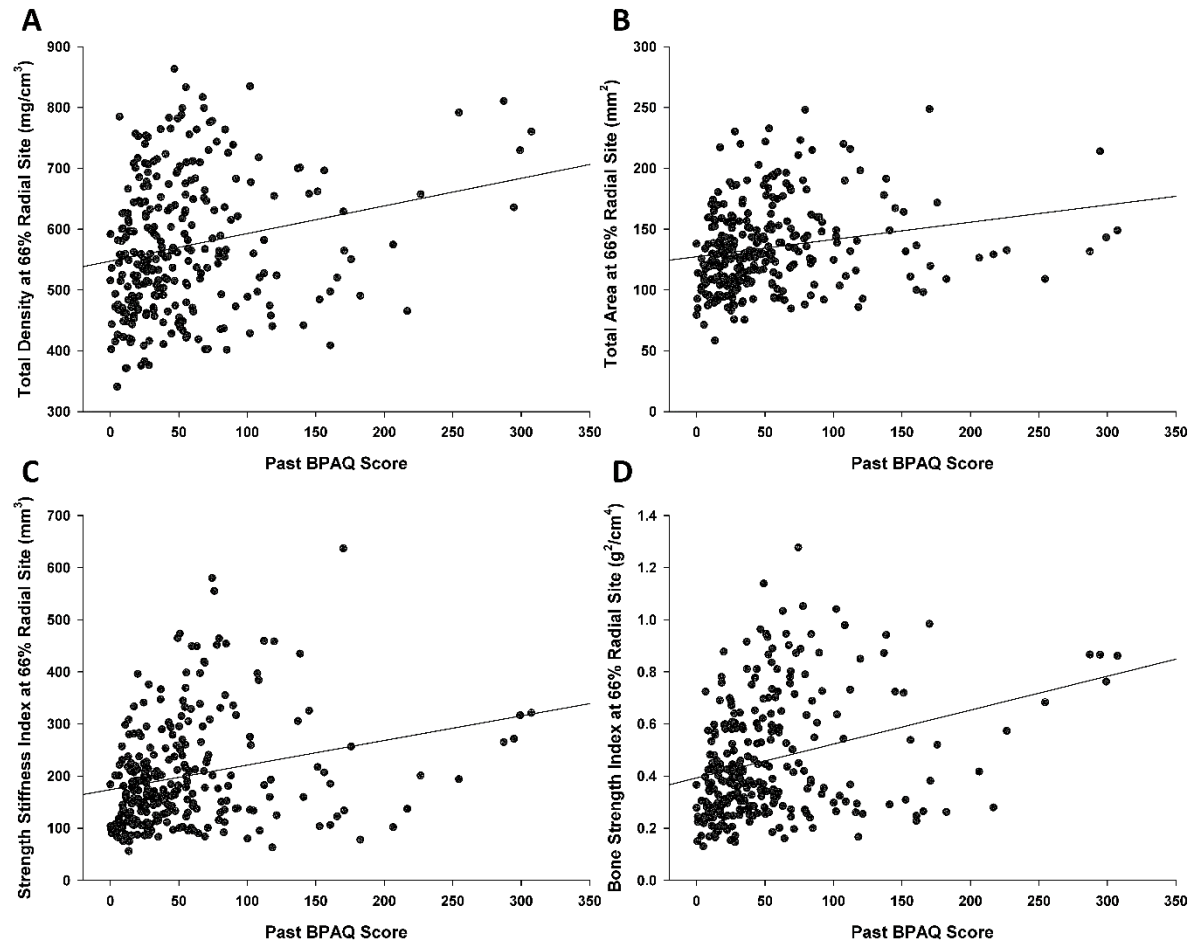 A
Total Density at 66% Radial Site (mg/cm³)
900
800
700
600
500
400
300
0 50 100 150 200 250 300 350
Past BPAQ Score
B
Total Area at 66% Radial Site (mm²)
300
250
200
150
100
50
0
0 50 100 150 200 250 300 350
Past BPAQ Score
C
Strength Stiffness Index at 66% Radial Site (mm³)
700
600
500
400
300
200
100
0
0 50 100 150 200 250 300 350
Past BPAQ Score
D
Bone Strength Index at 66% Radial Site (g²/cm⁴)
1.4
1.2
1.0
0.8
0.6
0.4
0.2
0.0
0 50 100 150 200 250 300 350
Past BPAQ Score